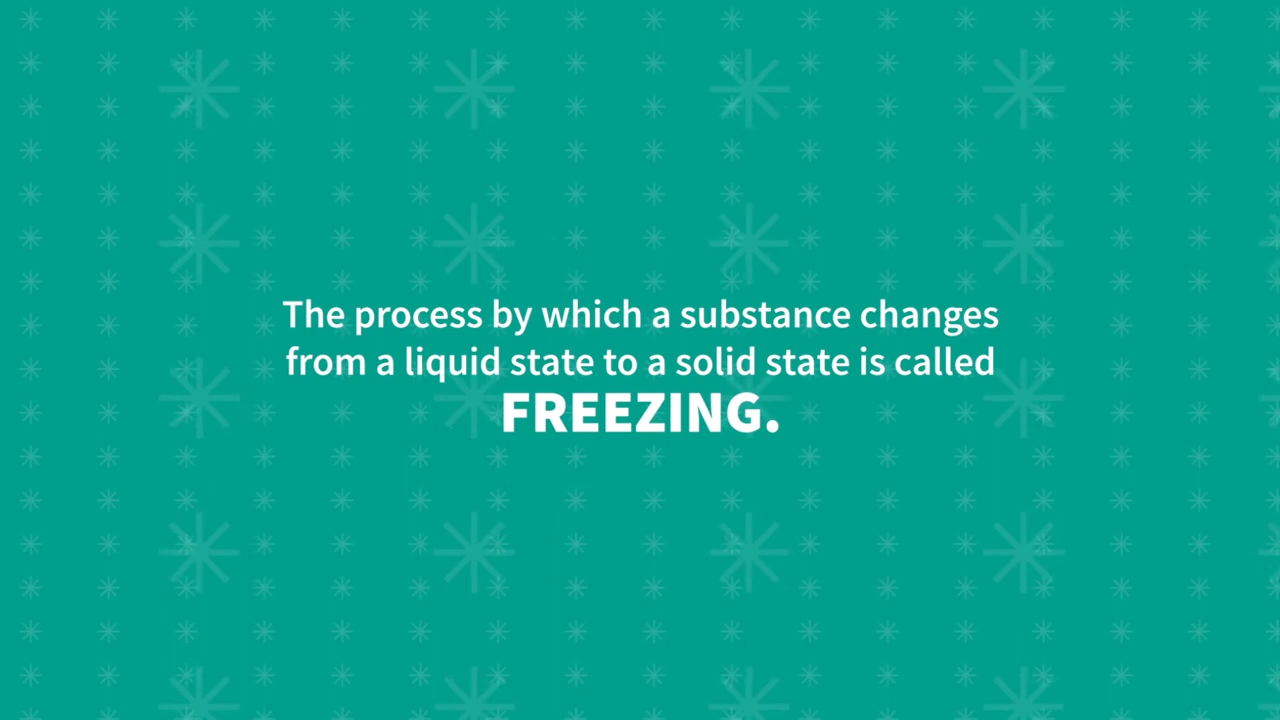 The process by which a substance changes
from a liquid state to a solid state is called
FREEZING.